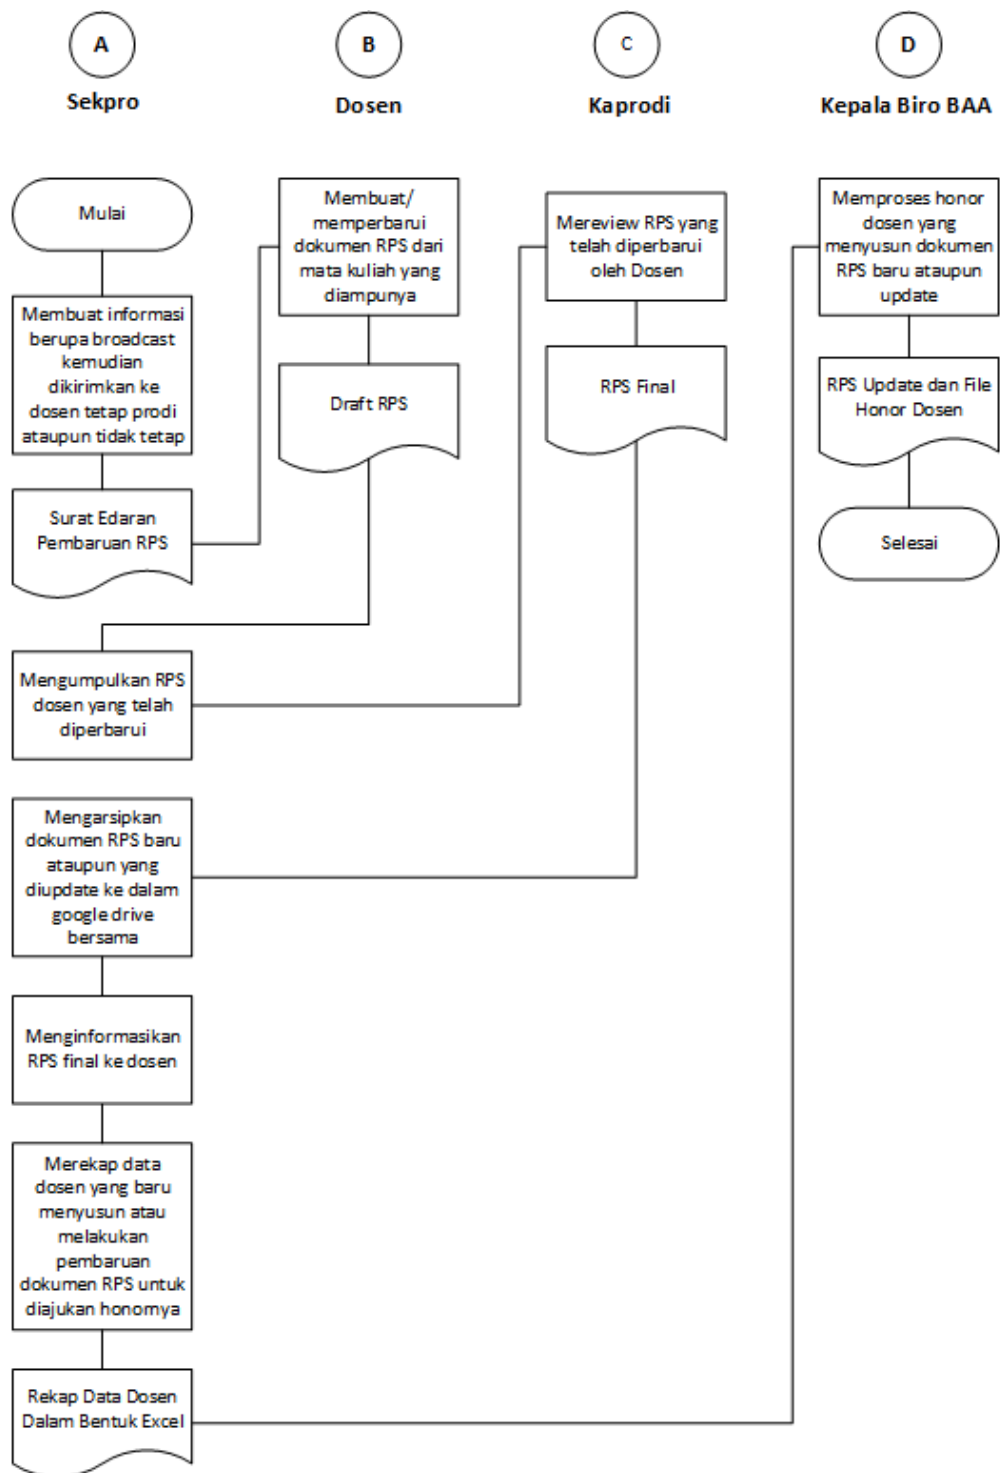 A
Sekpro
B
Dosen
C
Kaprodi
D
Kepala Biro BAA
Mulai
Membuat informasi
berupa broadcast
kemudian
dikirimkan ke
dosen tetap prodi
ataupun tidak tetap
Surat Edaran
Pembaruan RPS
Mengumpulkan RPS
dosen yang telah
diperbarui
Mengarsipkan
dokumen RPS baru
ataupun yang
diupdate ke dalam
google drive
bersama
Menginformasikan
RPS final ke dosen
Merekap data
dosen yang baru
menyusun atau
melakukan
pembaruan
dokumen RPS untuk
diajukan honornya
Rekap Data Dosen
Dalam Bentuk Excel
Membuat/
memperbarui
dokumen RPS dari
mata kuliah yang
diampunya
Draft RPS
Mereview RPS yang
telah diperbarui
oleh Dosen
RPS Final
Memproses honor
dosen yang
menyusun dokumen
RPS baru ataupun
update
RPS Update dan File
Honor Dosen
Selesai